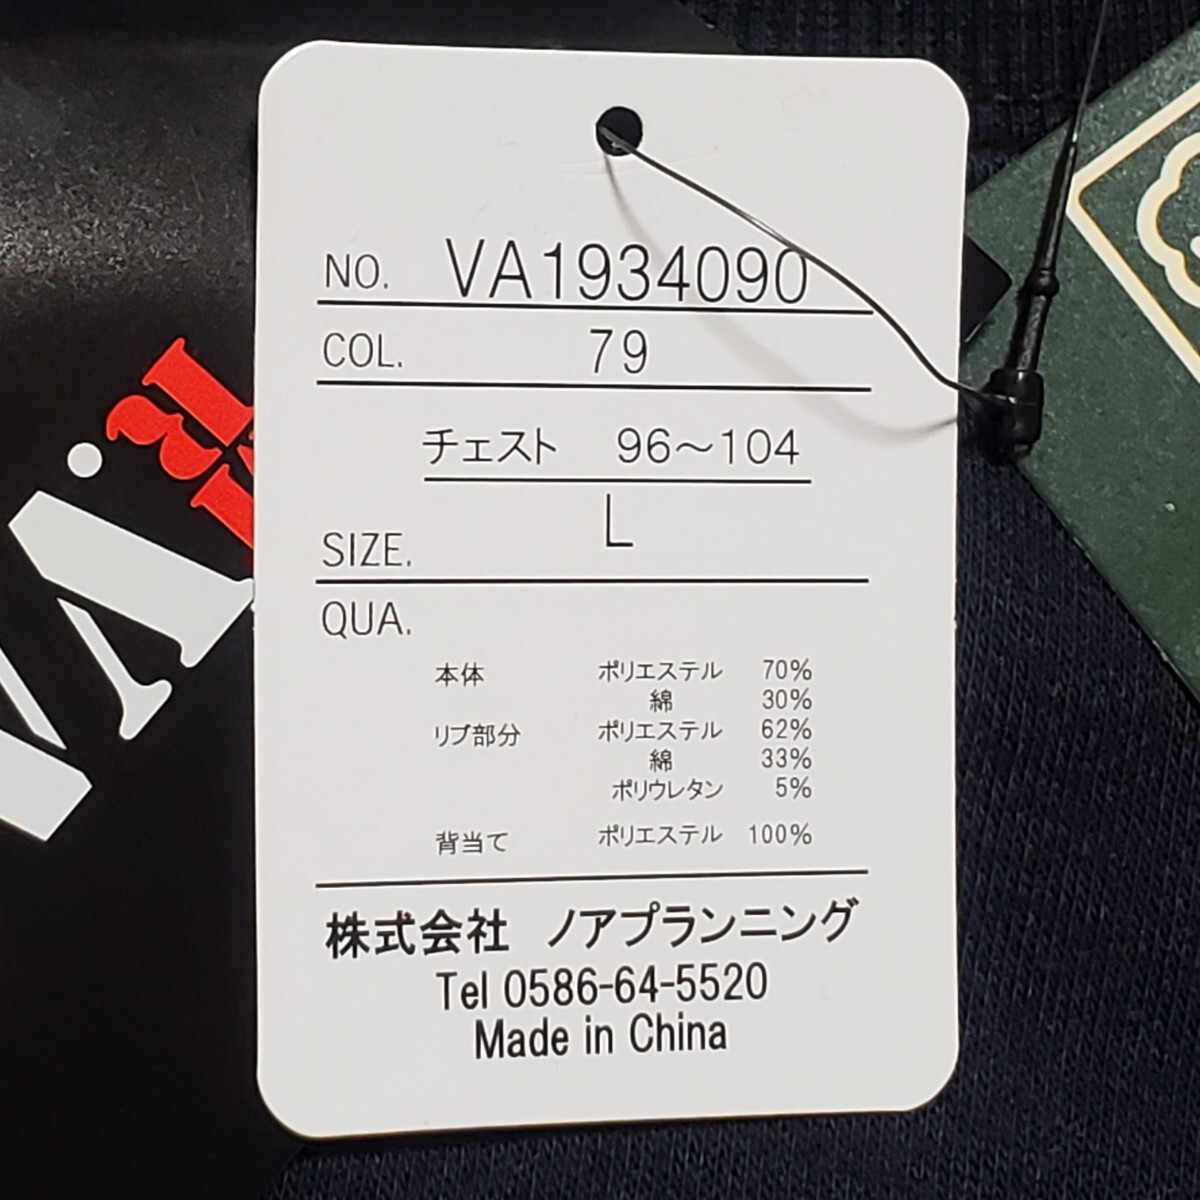 NO. VA1934090
COL. 79
チェスト 96～104
SIZE. L
QUA.
本体 ポリエステル 70%
綿 30%
リブ部分 ポリエステル 62%
綿 33%
ポリウレタン 5%
背当て ポリエステル 100%
株式会社 ノアプランニング
Tel 0586-64-5520
Made in China